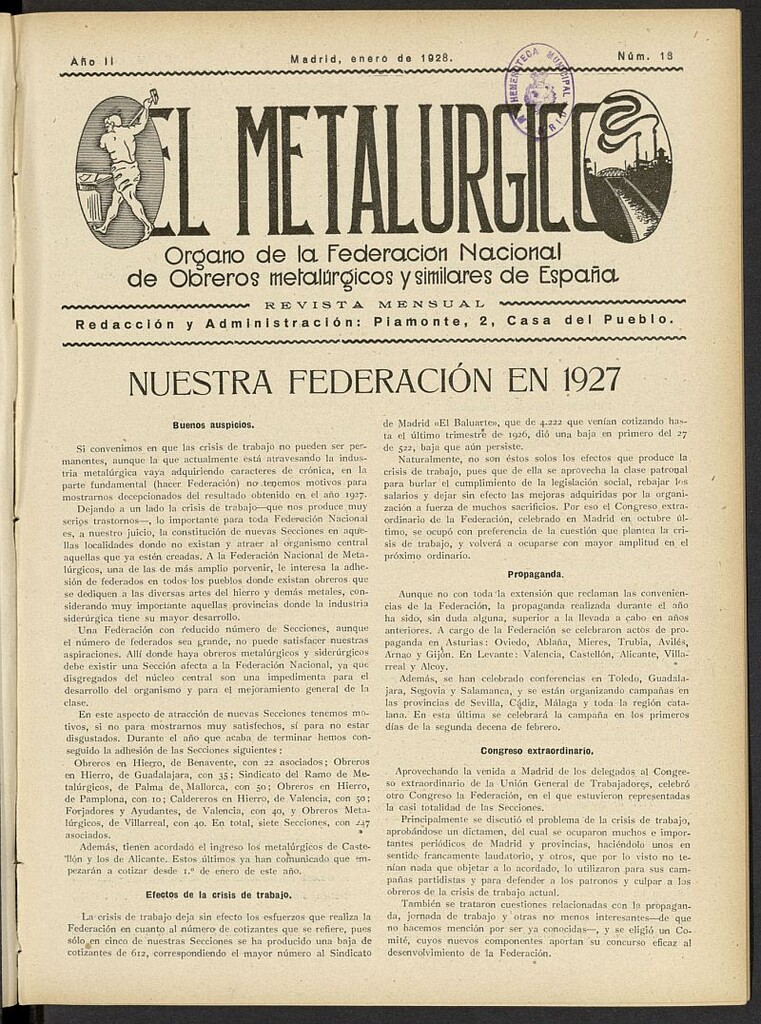 Año II
Madrid, enero de 1928.
Núm. 18
HEMEROTECA MUNICIPAL
MADRID
EL METALURGICO
Organo de la Federación Nacional
de Obreros metalúrgicos y similares de España
REVISTA MENSUAL
Redacción y Administración: Piamonte, 2, Casa del Pueblo.
NUESTRA FEDERACIÓN EN 1927
Buenos auspicios.
Si convenimos en que las crisis de trabajo no pueden ser per-
manentes, aunque la que actualmente está atravesando la indus-
tria metalúrgica vaya adquiriendo caracteres de crónica, en la
parte fundamental (hacer Federación) no tenemos motivos para
mostrarnos decepcionados del resultado obtenido en el año 1927.
Dejando a un lado la crisis de trabajo—que nos produce muy
serios trastornos—, lo importante para toda Federación Nacional
es, a nuestro juicio, la constitución de nuevas Secciones en aque-
llas localidades donde no existan y atraer al organismo central
aquellas que ya estén creadas. A la Federación Nacional de Meta-
lúrgicos, una de las de más amplio porvenir, le interesa la adhe-
sión de federados en todos los pueblos donde existan obreros que
se dediquen a las diversas artes del hierro y demás metales, con-
siderando muy importante aquellas provincias donde la industria
siderúrgica tiene su mayor desarrollo.
Una Federación con reducido número de Secciones, aunque
el número de federados sea grande, no puede satisfacer nuestras
aspiraciones. Allí donde haya obreros metalúrgicos y siderúrgicos
debe existir una Sección afecta a la Federación Nacional, ya que
disgregados del núcleo central son una impedimenta para el
desarrollo del organismo y para el mejoramiento general de la
clase.
En este aspecto de atracción de nuevas Secciones tenemos mo-
tivos, si no para mostrarnos muy satisfechos, sí para no estar
disgustados. Durante el año que acaba de terminar hemos con-
seguido la adhesión de las Secciones siguientes:
Obreros en Hierro, de Benavente, con 22 asociados; Obreros
en Hierro, de Guadalajara, con 35; Sindicato del Ramo de Me-
talúrgicos, de Palma de Mallorca, con 50; Obreros en Hierro,
de Pamplona, con 10; Caldereros en Hierro, de Valencia, con 50;
Forjadores y Ayudantes, de Valencia, con 40, y Obreros Meta-
lúrgicos, de Villarreal, con 40. En total, siete Secciones, con 247
asociados.
Además, tienen acordado el ingreso los metalúrgicos de Caste-
llón y los de Alicante. Estos últimos ya han comunicado que em-
pezarán a cotizar desde 1.º de enero de este año.
Efectos de la crisis de trabajo.
La crisis de trabajo deja sin efecto los esfuerzos que realiza la
Federación en cuanto al número de cotizantes que se refiere, pues
sólo en cinco de nuestras Secciones se ha producido una baja de
cotizantes de 612, correspondiendo el mayor número al Sindicato
de Madrid «El Baluarte», que de 4.222 que venían cotizando has-
ta el último trimestre de 1926, dió una baja en primero del 27
de 522, baja que aún persiste.
Naturalmente, no son éstos solos los efectos que produce la
crisis de trabajo, pues que de ella se aprovecha la clase patronal
para burlar el cumplimiento de la legislación social, rebajar los
salarios y dejar sin efecto las mejoras adquiridas por la organi-
zación a fuerza de muchos sacrificios. Por eso el Congreso extra-
ordinario de la Federación, celebrado en Madrid en octubre úl-
timo, se ocupó con preferencia de la cuestión que plantea la cri-
sis de trabajo, y volverá a ocuparse con mayor amplitud en el
próximo ordinario.
Propaganda.
Aunque no con toda la extensión que reclaman las convenien-
cias de la Federación, la propaganda realizada durante el año
ha sido, sin duda alguna, superior a la llevada a cabo en años
anteriores. A cargo de la Federación se celebraron actos de pro-
paganda en Asturias: Oviedo, Ablaña, Mieres, Trubia, Avilés,
Arnao y Gijón. En Levante: Valencia, Castellón, Alicante, Villa-
rreal y Alcoy.
Además, se han celebrado conferencias en Toledo, Guadala-
jara, Segovia y Salamanca, y se están organizando campañas en
las provincias de Sevilla, Cádiz, Málaga y toda la región cata-
lana. En esta última se celebrará la campaña en los primeros
días de la segunda decena de febrero.
Congreso extraordinario.
Aprovechando la venida a Madrid de los delegados al Congre-
so extraordinario de la Unión General de Trabajadores, celebró
otro Congreso la Federación, en el que estuvieron representadas
la casi totalidad de las Secciones.
Principalmente se discutió el problema de la crisis de trabajo,
aprobándose un dictamen, del cual se ocuparon muchos e impor-
tantes periódicos de Madrid y provincias, haciéndolo unos en
sentido francamente laudatorio, y otros, que por lo visto no te-
nían nada que objetar a lo acordado, lo utilizaron para sus cam-
pañas partidistas y para defender a los patronos y culpar a los
obreros de la crisis de trabajo actual.
También se trataron cuestiones relacionadas con la propagan-
da, jornada de trabajo y otras no menos interesantes—de que
no hacemos mención por ser ya conocidas—, y se eligió un Co-
mité, cuyos nuevos componentes aportan su concurso eficaz al
desenvolvimiento de la Federación.